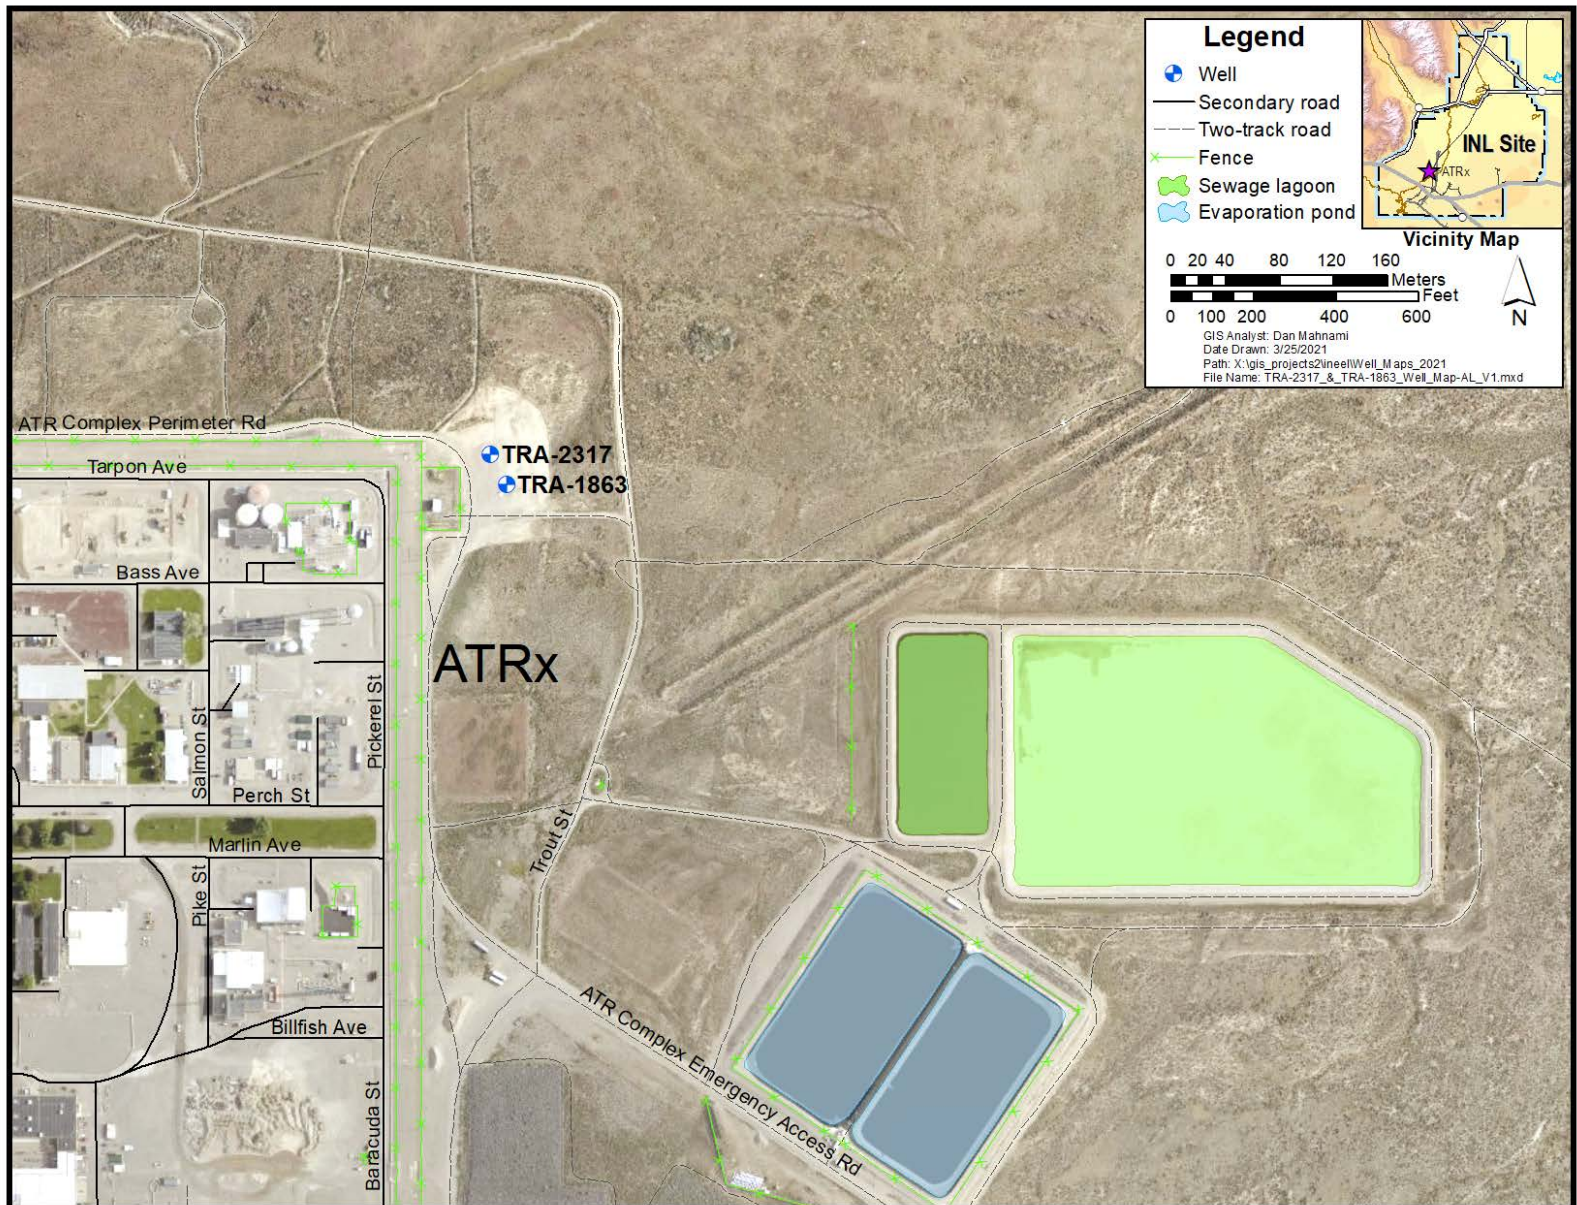 Legend
Well
Secondary road
Two-track road
Fence
Sewage lagoon
Evaporation pond
INL Site
ATRx
Vicinity Map
0 20 40 80 120 160
Meters
Feet
0 100 200 400 600
N
GIS Analyst: Dan Mahnami
Date Drawn: 3/25/2021
Path: X:\gis_projects2\ineel\Well_Maps_2021
File Name: TRA-2317_&_TRA-1863_Well_Map-AL_V1.mxd
ATR Complex Perimeter Rd
Tarpon Ave
TRA-2317
TRA-1863
Bass Ave
ATRx
Pickerel St
Salmon St
Perch St
Trout St
Marlin Ave
Pike St
Billfish Ave
ATR Complex Emergency Access Rd
Baracuda St